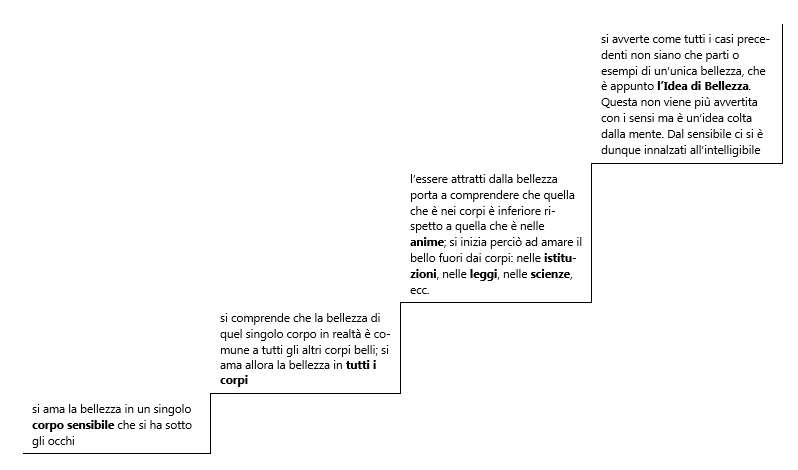 si avverte come tutti i casi prece-
denti non siano che parti o
esempi di un'unica bellezza, che
è appunto l'Idea di Bellezza.
Questa non viene più avvertita
con i sensi ma è un'idea colta
dalla mente. Dal sensibile ci si è
dunque innalzati all'intelligibile
l'essere attratti dalla bellezza
porta a comprendere che quella
che è nei corpi è inferiore ri-
spetto a quella che è nelle
anime; si inizia perciò ad amare il
bello fuori dai corpi: nelle istitu-
zioni, nelle leggi, nelle scienze,
ecc.
si comprende che la bellezza di
quel singolo corpo in realtà è co-
mune a tutti gli altri corpi belli; si
ama allora la bellezza in tutti i
corpi
si ama la bellezza in un singolo
corpo sensibile che si ha sotto
gli occhi